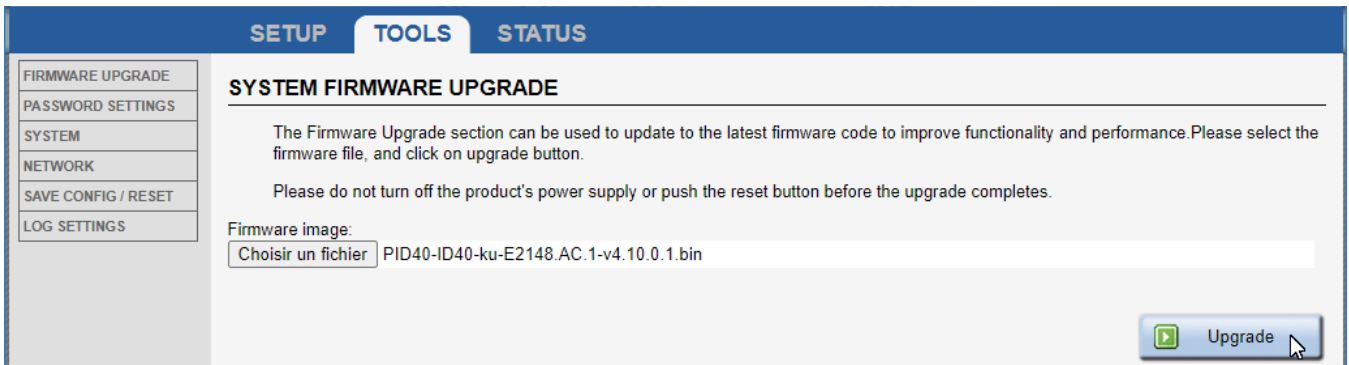 SETUP TOOLS STATUS
FIRMWARE UPGRADE
PASSWORD SETTINGS
SYSTEM
NETWORK
SAVE CONFIG / RESET
LOG SETTINGS
SYSTEM FIRMWARE UPGRADE
The Firmware Upgrade section can be used to update to the latest firmware code to improve functionality and performance.Please select the
firmware file, and click on upgrade button.
Please do not turn off the product's power supply or push the reset button before the upgrade completes.
Firmware image:
Choisir un fichier PID40-ID40-ku-E2148.AC.1-v4.10.0.1.bin
Upgrade